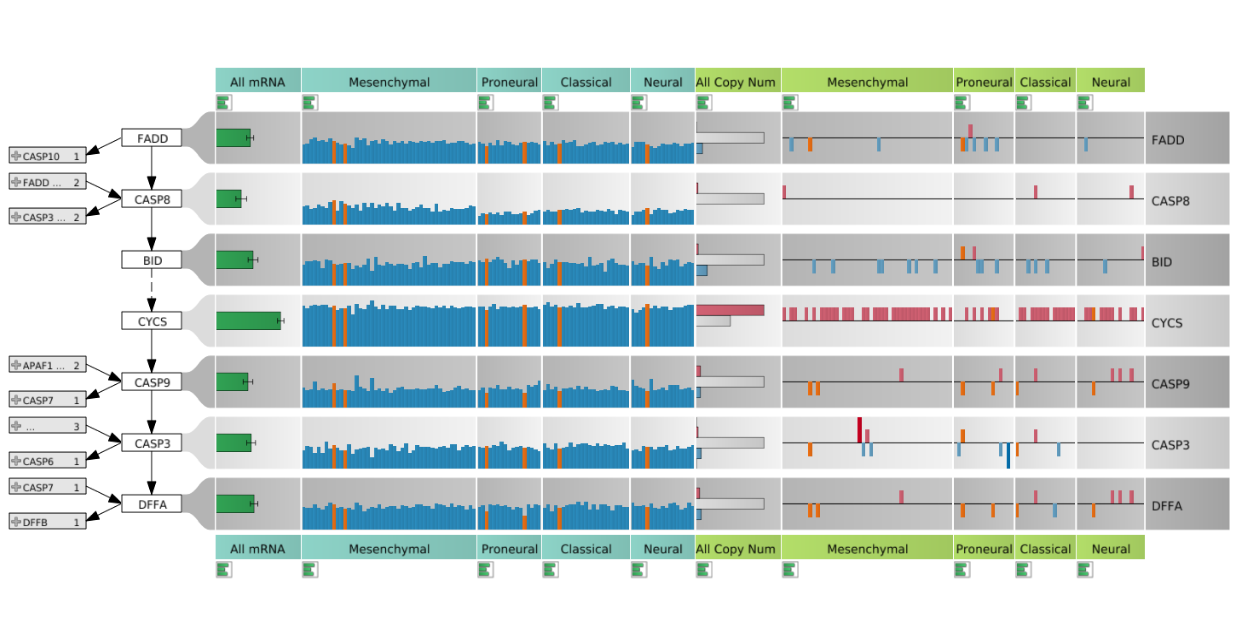 All mRNA Mesenchymal Proneural Classical Neural All Copy Num Mesenchymal Proneural Classical Neural
FADD FADD
CASP10 1
FADD ... 2
CASP8 CASP8
CASP3 ... 2
BID BID
CYCS CYCS
APAF1 ... 2
CASP9 CASP9
CASP7 1
... 3
CASP3 CASP3
CASP6 1
CASP7 1
DFFA DFFA
DFFB 1
All mRNA Mesenchymal Proneural Classical Neural All Copy Num Mesenchymal Proneural Classical Neural